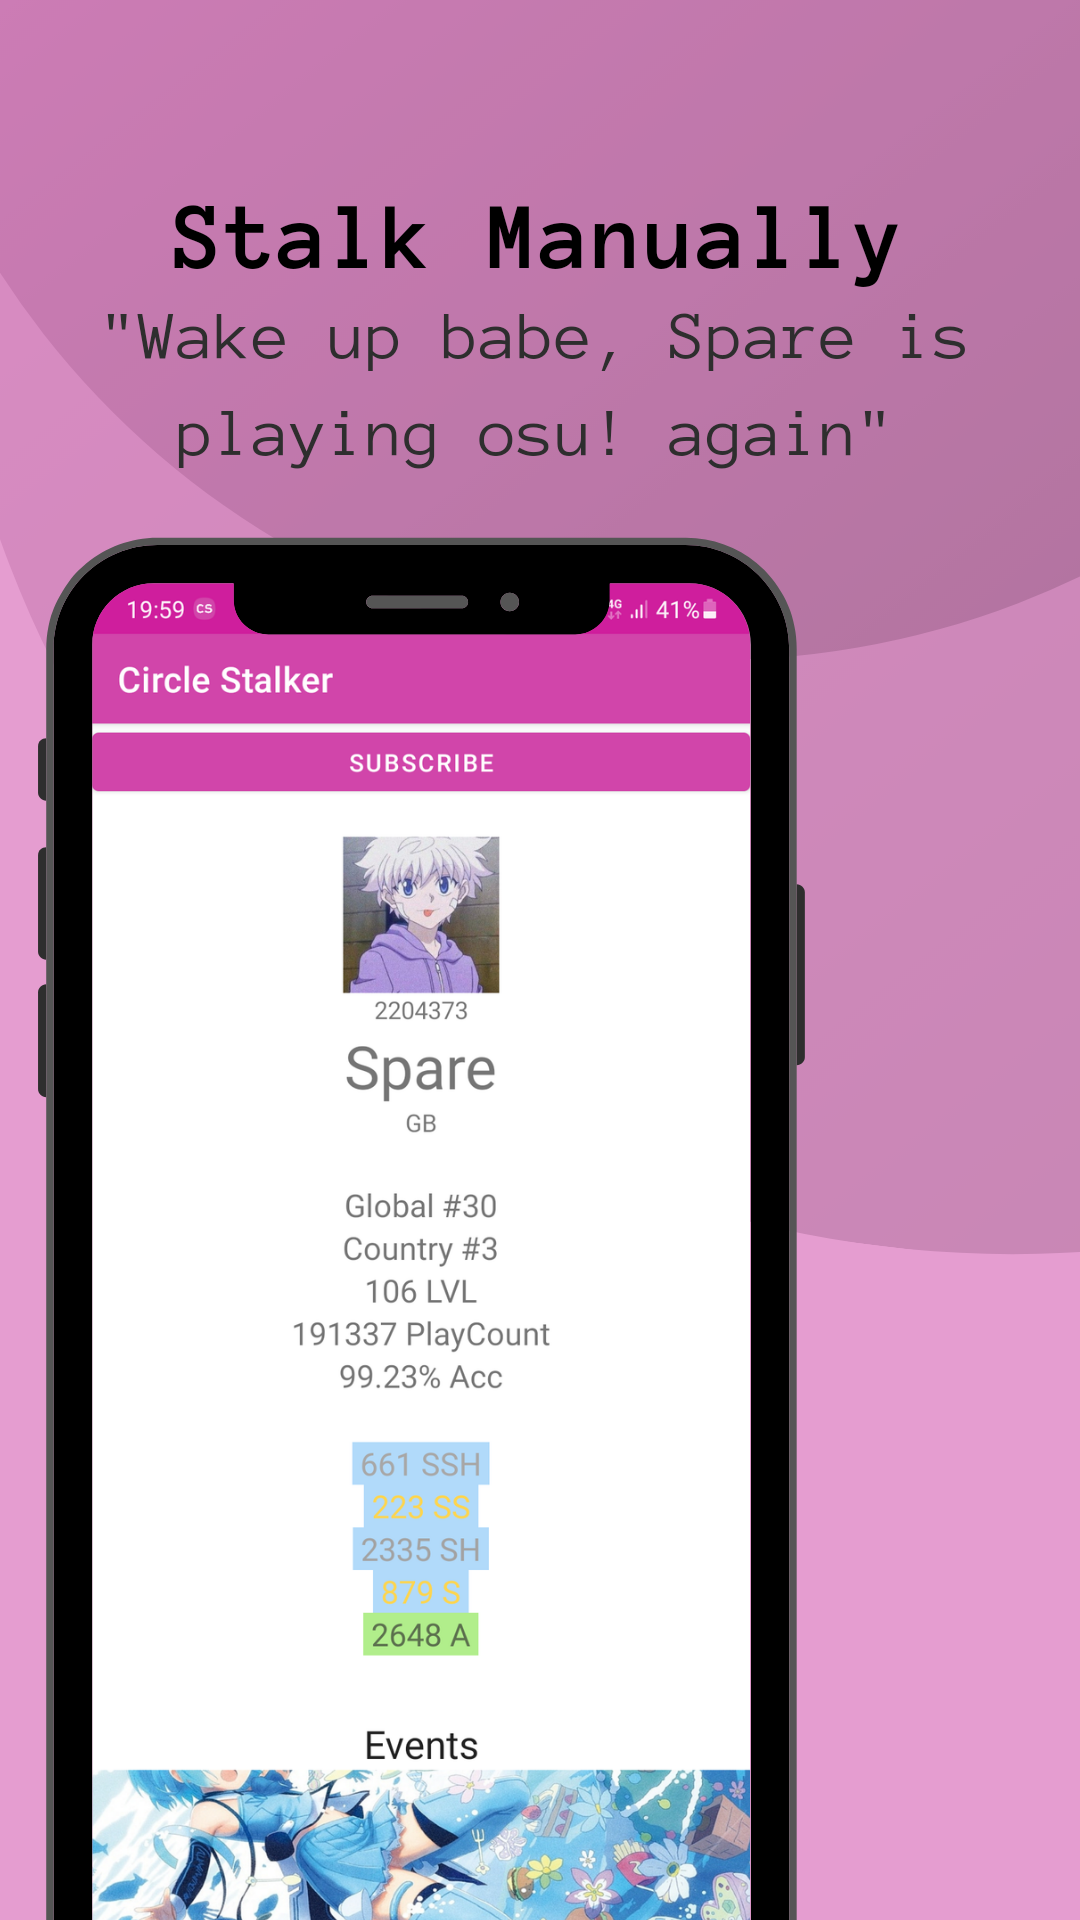 Stalk Manually
"Wake up babe, Spare is
playing osu! again"
19:59 CS 4G 41%
Circle Stalker
SUBSCRIBE
2204373
Spare
GB
Global #30
Country #3
106 LVL
191337 PlayCount
99.23% Acc
661 SSH
223 SS
2335 SH
879 S
2648 A
Events